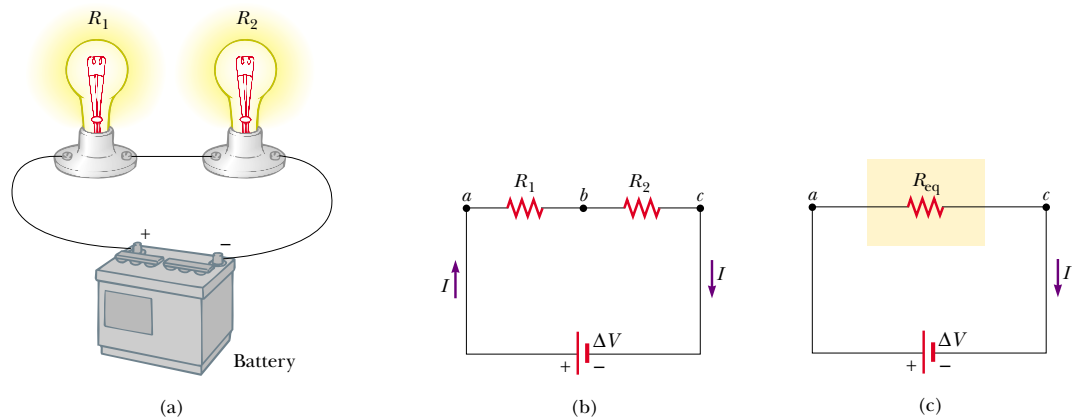 R1 R2
+ −
Battery
(a)
a R1 b R2 c
I I
ΔV
+ −
(b)
a Req c
I
ΔV
+ −
(c)